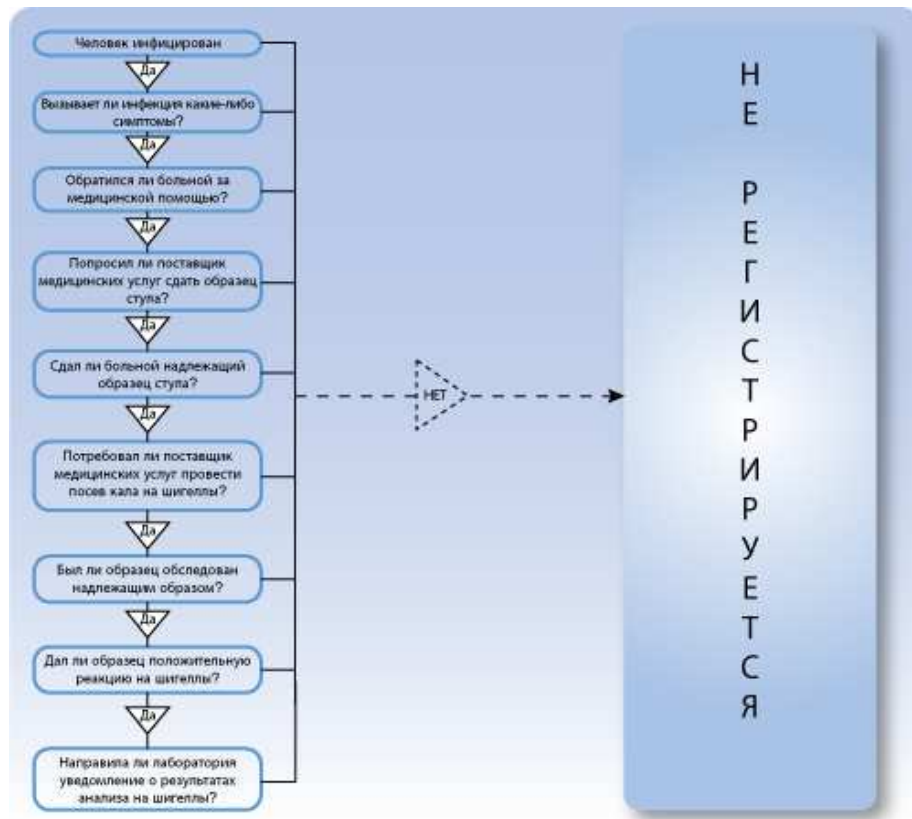 Человек инфицирован
Да
Вызывает ли инфекция какие-либо
симптомы?
Да
Обратился ли больной за
медицинской помощью?
Да
Попросил ли поставщик
медицинских услуг сдать образец
стула?
Да
Сдал ли больной надлежащий
образец стула?
Да
Потребовал ли поставщик
медицинских услуг провести
посев кала на шигеллы?
Да
Был ли образец обследован
надлежащим образом?
Да
Дал ли образец положительную
реакцию на шигеллы?
Да
Направила ли лаборатория
уведомление о результатах
анализа на шигеллы?
НЕТ
НЕ РЕГИСТРИРУЕТСЯ